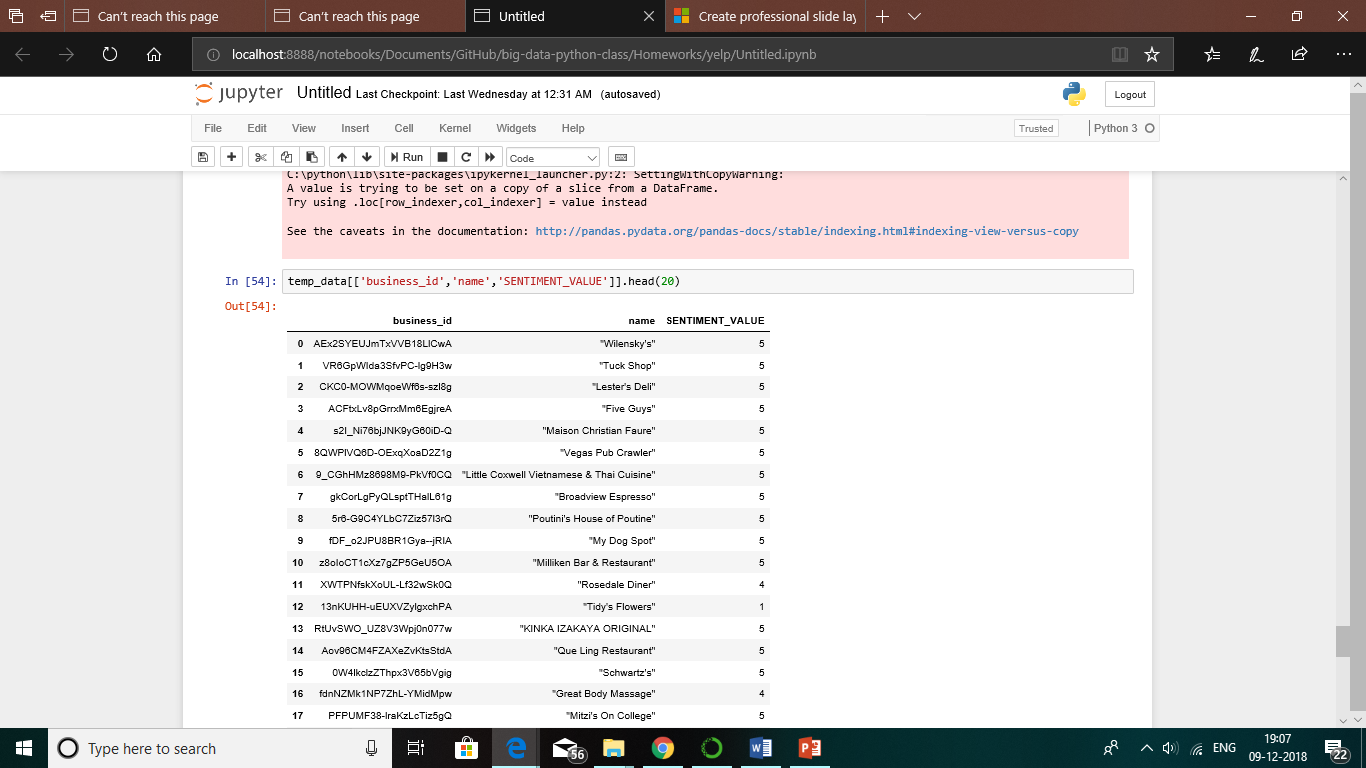 Can't reach this page
Can't reach this page
Untitled
Create professional slide lay
localhost:8888/notebooks/Documents/GitHub/big-data-python-class/Homeworks/yelp/Untitled.ipynb
jupyter Untitled Last Checkpoint: Last Wednesday at 12:31 AM (autosaved)
Logout
File Edit View Insert Cell Kernel Widgets Help
Trusted Python 3
Run Code
C:\python\lib\site-packages\ipykernel_launcher.py:2: SettingWithCopyWarning:
A value is trying to be set on a copy of a slice from a DataFrame.
Try using .loc[row_indexer,col_indexer] = value instead
See the caveats in the documentation: http://pandas.pydata.org/pandas-docs/stable/indexing.html#indexing-view-versus-copy
In [54]: temp_data[['business_id','name','SENTIMENT_VALUE']].head(20)
Out[54]:
business_id name SENTIMENT_VALUE
0 AEx2SYEUJmTxVVB18LlCwA "Wilensky's" 5
1 VR6GpWIda3SfvPC-lg9H3w "Tuck Shop" 5
2 CKC0-MOWMqoeWf6s-szl8g "Lester's Deli" 5
3 ACFtxLv8pGrrxMm6EgjreA "Five Guys" 5
4 s2I_Ni76bjJNK9yG60iD-Q "Maison Christian Faure" 5
5 8QWPlVQ6D-OExqXoaD2Z1g "Vegas Pub Crawler" 5
6 9_CGhHMz8698M9-PkVf0CQ "Little Coxwell Vietnamese & Thai Cuisine" 5
7 gkCorLgPyQLsptTHalL61g "Broadview Espresso" 5
8 5r6-G9C4YLbC7Ziz57l3rQ "Poutini's House of Poutine" 5
9 fDF_o2JPU8BR1Gya--jRIA "My Dog Spot" 5
10 z8oIoCT1cXz7gZP5GeU5OA "Milliken Bar & Restaurant" 5
11 XWTPNfskXoUL-Lf32wSk0Q "Rosedale Diner" 4
12 13nKUHH-uEUXVZylgxchPA "Tidy's Flowers" 1
13 RtUvSWO_UZ8V3Wpj0n077w "KINKA IZAKAYA ORIGINAL" 5
14 Aov96CM4FZAXeZvKtsStdA "Que Ling Restaurant" 5
15 0W4lkclzZThpx3V65bVgig "Schwartz's" 5
16 fdnNZMk1NP7ZhL-YMidMpw "Great Body Massage" 4
17 PFPUMF38-lraKzLcTiz5gQ "Mitzi's On College" 5
Type here to search
56
ENG
19:07
09-12-2018
22